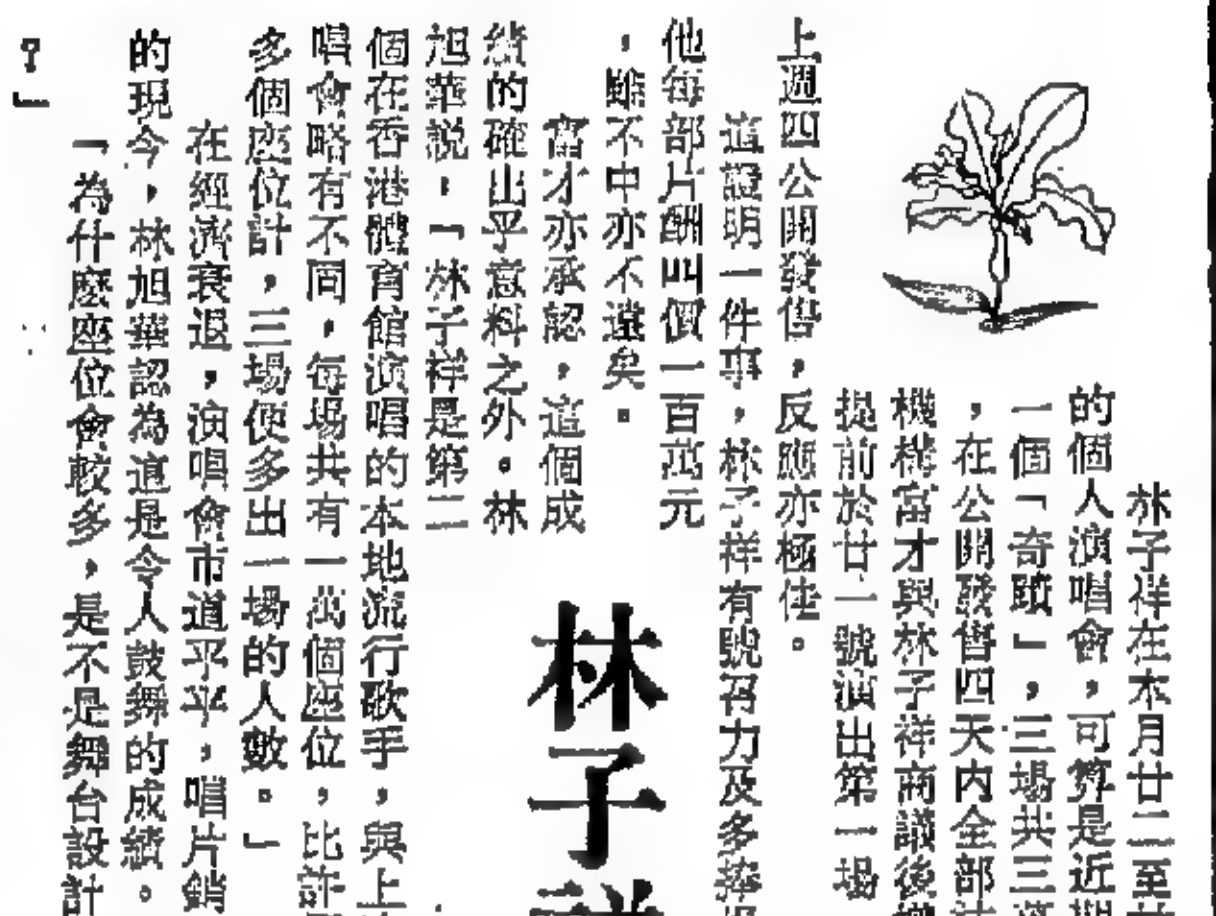 林子祥在本月廿二至
的個人演唱會，可算是近期
一個「奇蹟」，三場共三萬
，在公開發售四天內全部
機構富才與林子祥商議後
提前於廿一號演出第一場
上週四公開發售，反應亦極佳。
這證明一件事，林子祥有號召力及多捧場
他每部片酬叫價一百萬元
，雖不中亦不遠矣。
林子
富才亦承認，這個成
績的確出乎意料之外。林
旭華説，「林子祥是第二
個在香港體育館演唱的本地流行歌手，與上
唱會略有不同，每場共有一萬個座位，比許
多個座位計，三場便多出一場的人數。」
在經濟衰退，演唱會市道平平，唱片銷
的現今，林旭華認為這是令人鼓舞的成績。
「為什麼座位會較多，是不是舞台設計
？」